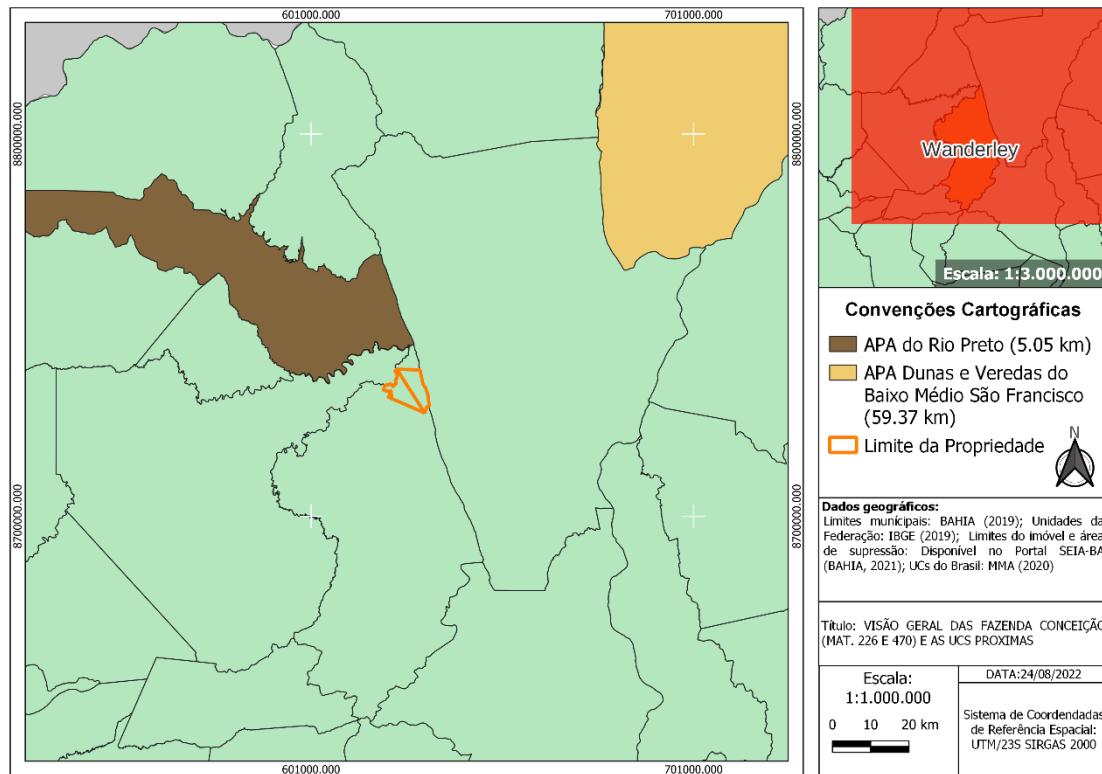 601000.000
701000.000
8800000.000
8800000.000
8700000.000
8700000.000
601000.000
701000.000
Wanderley
Escala: 1:3.000.000
Convenções Cartográficas
APA do Rio Preto (5.05 km)
APA Dunas e Veredas do
Baixo Médio São Francisco
(59.37 km)
Limite da Propriedade
N
Dados geográficos:
Limites municipais: BAHIA (2019); Unidades da
Federação: IBGE (2019); Limites do imóvel e área
de supressão: Disponível no Portal SEIA-BA
(BAHIA, 2021); UCs do Brasil: MMA (2020)
Título: VISÃO GERAL DAS FAZENDA CONCEIÇÃO
(MAT. 226 E 470) E AS UCS PROXIMAS
Escala:
1:1.000.000
0 10 20 km
DATA:24/08/2022
Sistema de Coordendadas
de Referência Espacial:
UTM/23S SIRGAS 2000